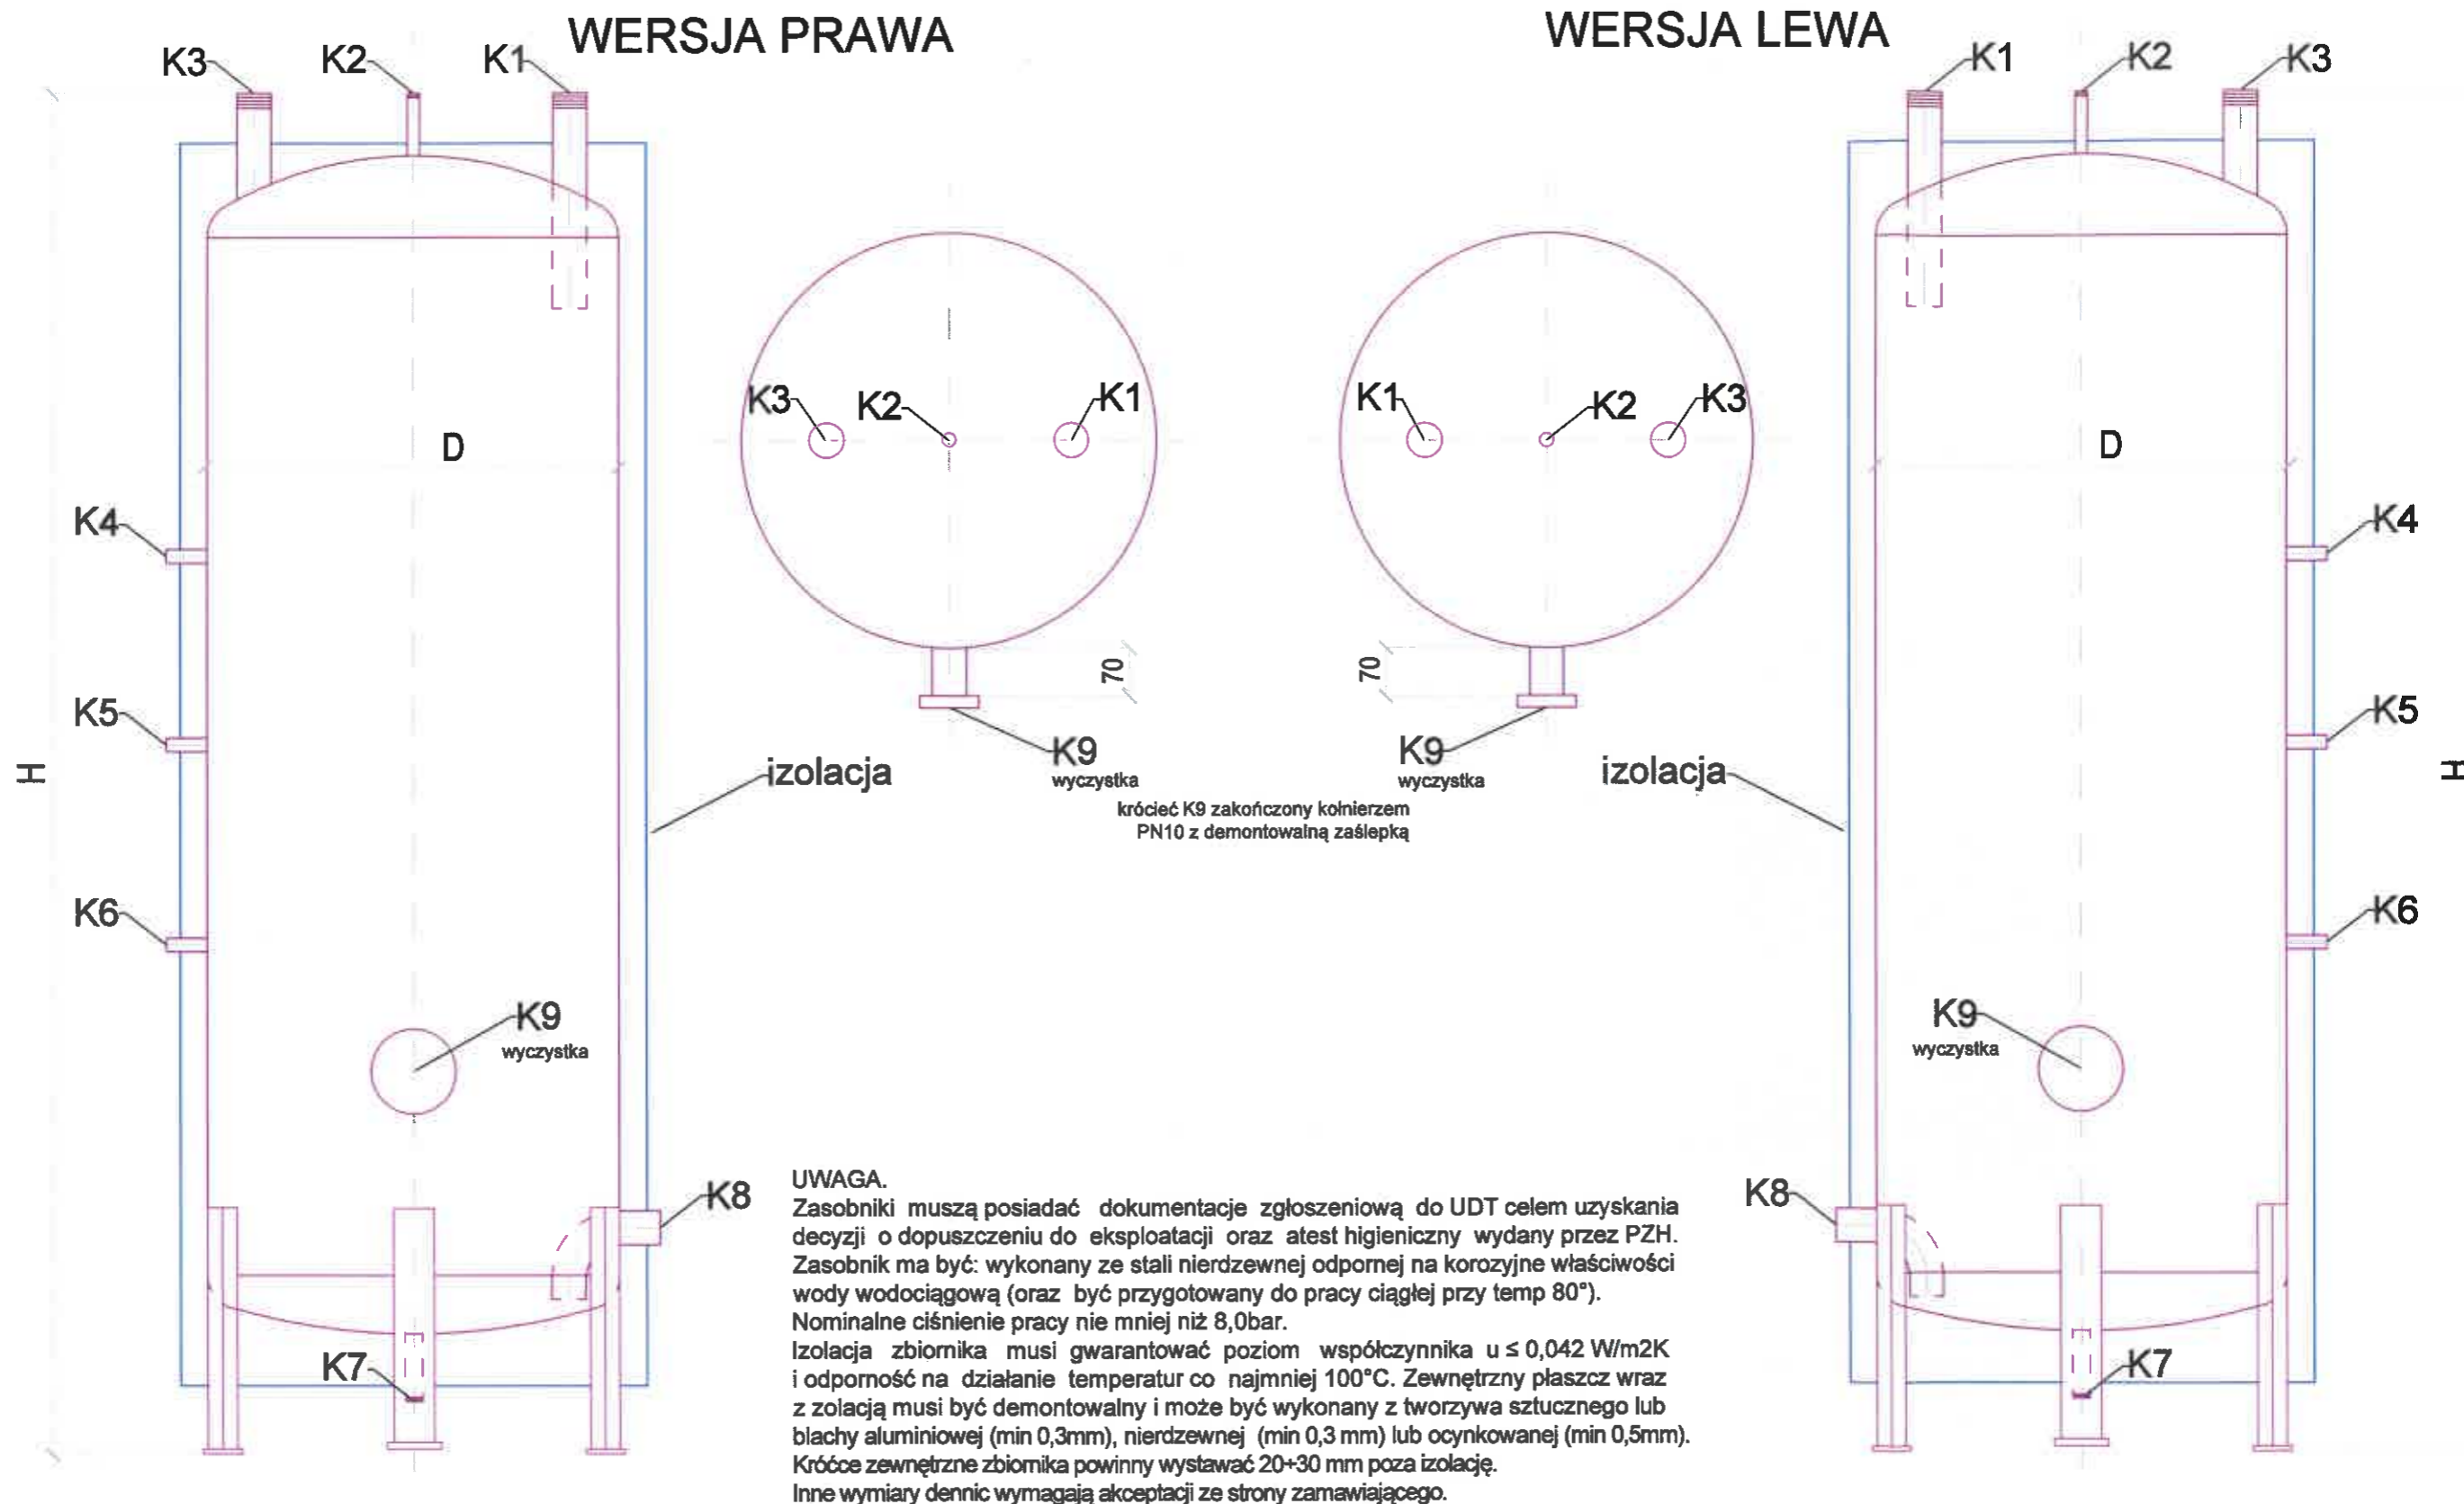 WERSJA PRAWA
WERSJA LEWA
K3
K2
K1
K1
K2
K3
K3
K2
K1
K1
K2
K3
D
D
K4
K4
70
70
K5
K5
K9
wyczystka
K9
wyczystka
H
izolacja
izolacja
H
króciec K9 zakończony kołnierzem
PN10 z demontowalną zaślepką
K6
K6
K9
wyczystka
K9
wyczystka
K8
K8
K7
K7
UWAGA.
Zasobniki muszą posiadać dokumentacje zgłoszeniową do UDT celem uzyskania
decyzji o dopuszczeniu do eksploatacji oraz atest higieniczny wydany przez PZH.
Zasobnik ma być: wykonany ze stali nierdzewnej odpornej na korozyjne właściwości
wody wodociągową (oraz być przygotowany do pracy ciągłej przy temp 80°).
Nominalne ciśnienie pracy nie mniej niż 8,0bar.
Izolacja zbiornika musi gwarantować poziom współczynnika u ≤ 0,042 W/m2K
i odporność na działanie temperatur co najmniej 100°C. Zewnętrzny płaszcz wraz
z zolacją musi być demontowalny i może być wykonany z tworzywa sztucznego lub
blachy aluminiowej (min 0,3mm), nierdzewnej (min 0,3 mm) lub ocynkowanej (min 0,5mm).
Króćce zewnętrzne zbiornika powinny wystawać 20÷30 mm poza izolację.
Inne wymiary dennic wymagają akceptacji ze strony zamawiającego.